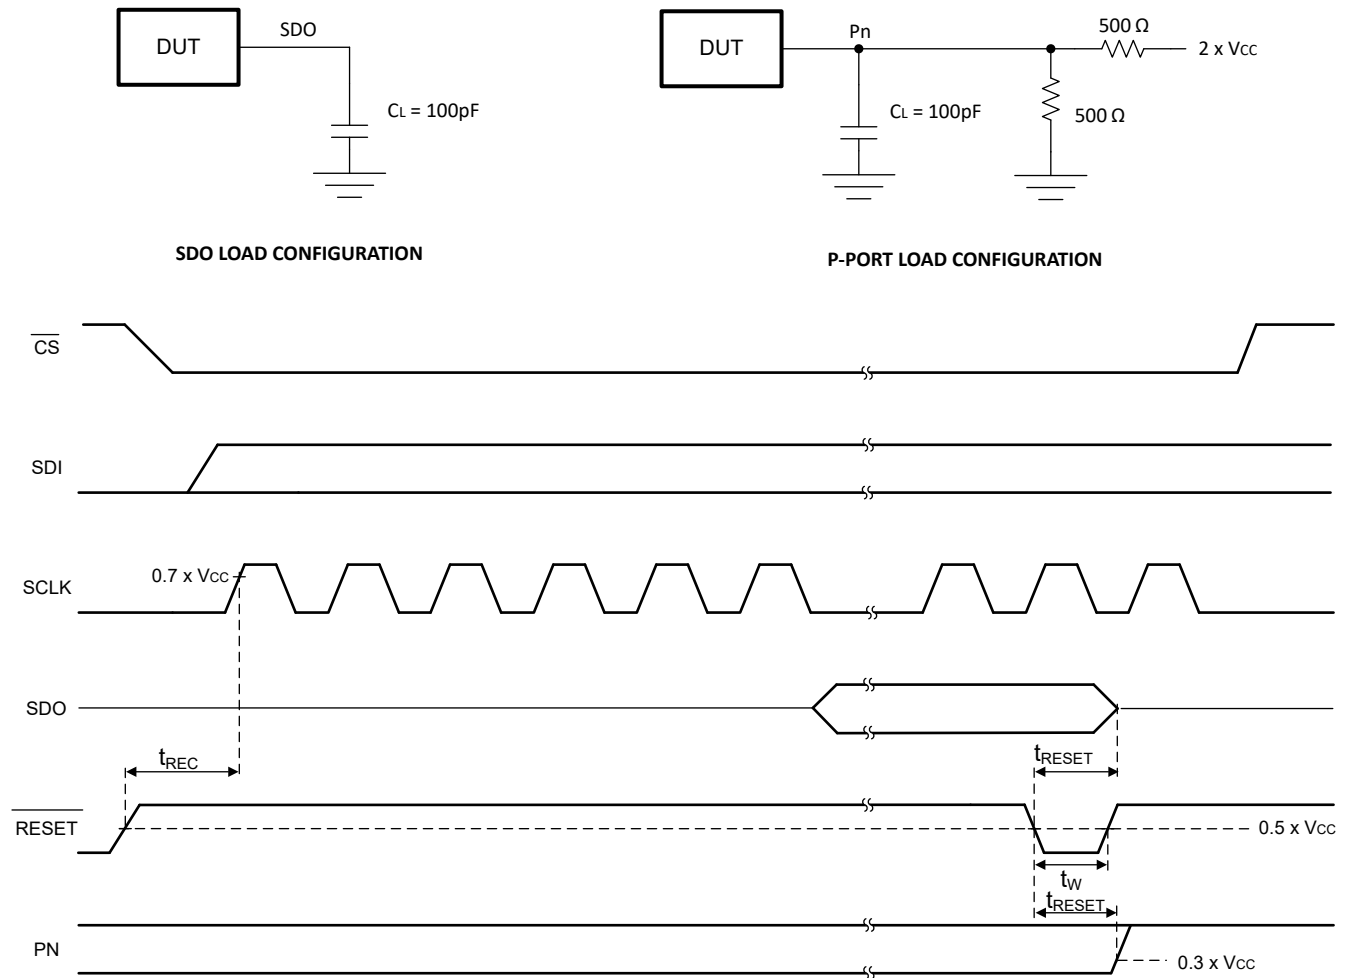 DUT
SDO
CL = 100pF
SDO LOAD CONFIGURATION
DUT
Pn
500 Ω
2 x VCC
CL = 100pF
500 Ω
P-PORT LOAD CONFIGURATION
CS
SDI
SCLK
0.7 x VCC
SDO
tREC
tRESET
RESET
0.5 x VCC
tW
tRESET
PN
0.3 x VCC